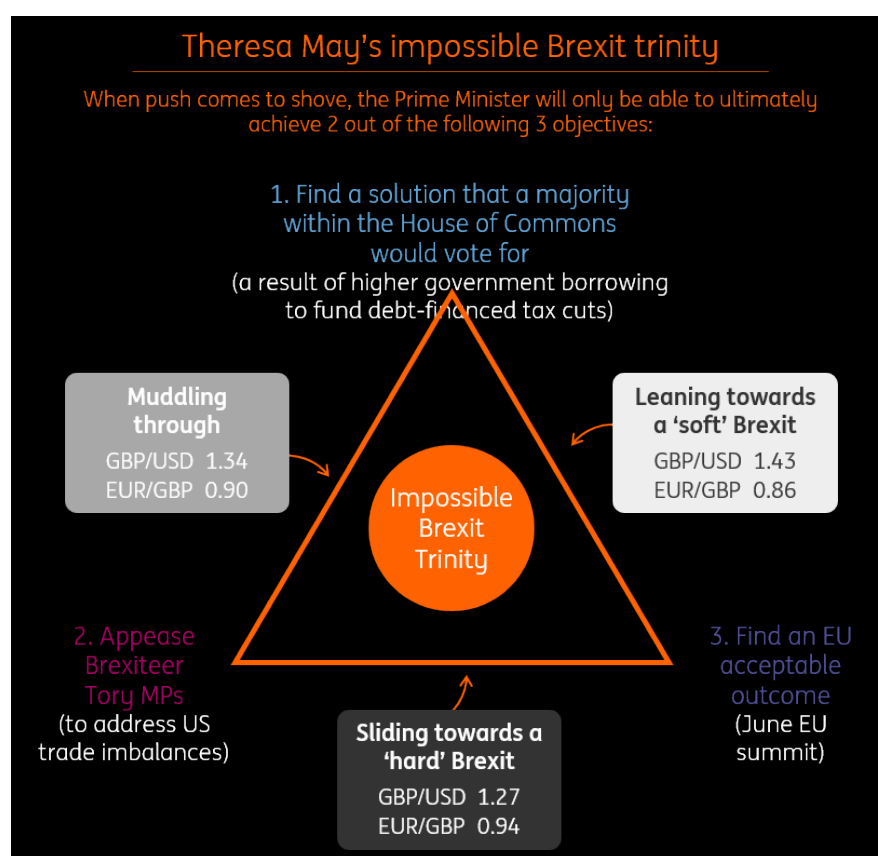 Theresa May's impossible Brexit trinity
When push comes to shove, the Prime Minister will only be able to ultimately
achieve 2 out of the following 3 objectives:
1. Find a solution that a majority
within the House of Commons
would vote for
(a result of higher government borrowing
to fund debt-financed tax cuts)
Muddling
through
GBP/USD 1.34
EUR/GBP 0.90
Leaning towards
a ‘soft’ Brexit
GBP/USD 1.43
EUR/GBP 0.86
Impossible
Brexit
Trinity
2. Appease
Brexiteer
Tory MPs
(to address US
trade imbalances)
3. Find an EU
acceptable
outcome
(June EU
summit)
Sliding towards a
‘hard’ Brexit
GBP/USD 1.27
EUR/GBP 0.94